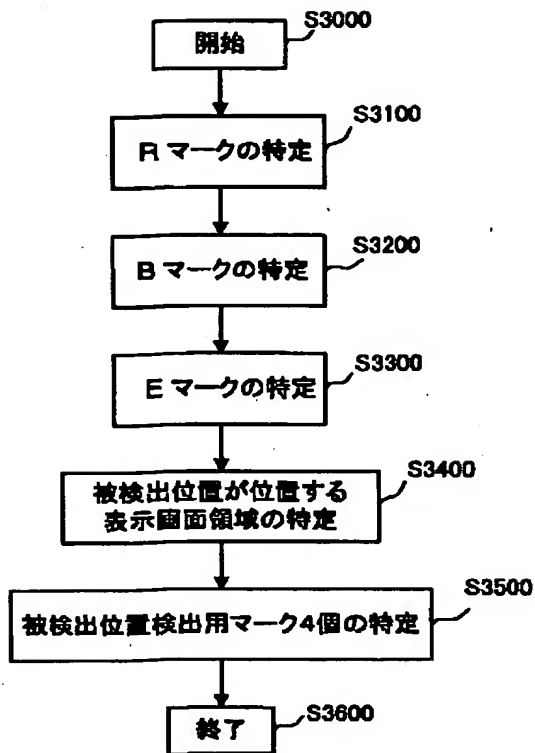 S3000
開始
S3100
Rマークの特定
S3200
Bマークの特定
S3300
Eマークの特定
S3400
被検出位置が位置する
表示画面領域の特定
S3500
被検出位置検出用マーク4個の特定
S3600
終了